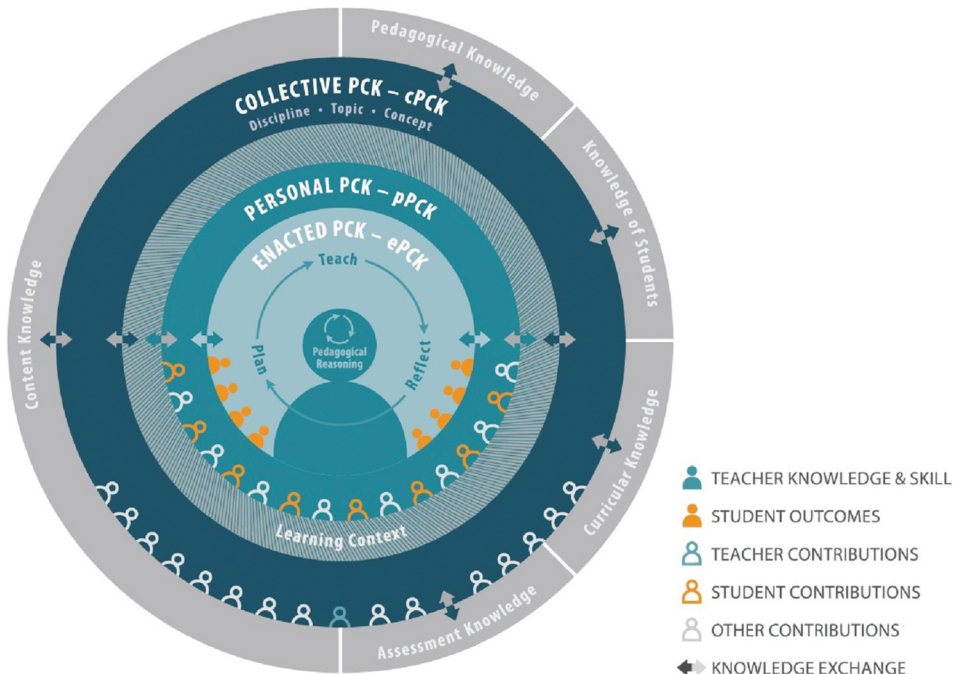 Pedagogical Knowledge
COLLECTIVE PCK – cPCK
Discipline • Topic • Concept
Knowledge of Students
PERSONAL PCK – pPCK
ENACTED PCK – ePCK
Teach
Content Knowledge
Pedagogical
Reasoning
Plan
Reflect
Curricular Knowledge
Learning Context
Assessment Knowledge
TEACHER KNOWLEDGE & SKILL
STUDENT OUTCOMES
TEACHER CONTRIBUTIONS
STUDENT CONTRIBUTIONS
OTHER CONTRIBUTIONS
KNOWLEDGE EXCHANGE